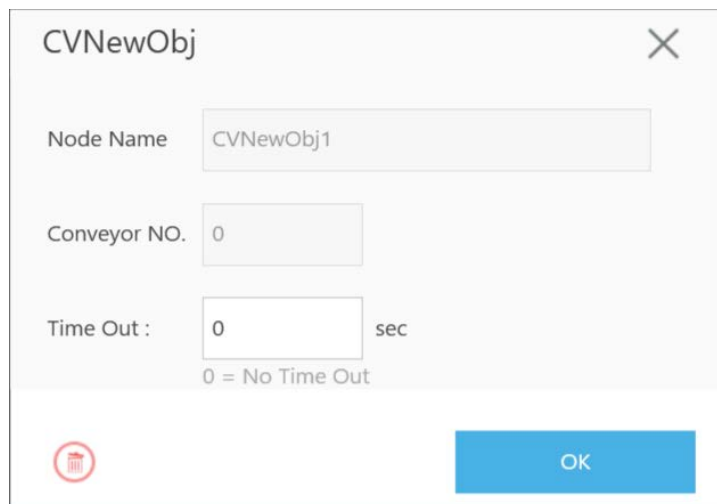 CVNewObj
Node Name CVNewObj1
Conveyor NO. 0
Time Out : 0 sec
0 = No Time Out
OK